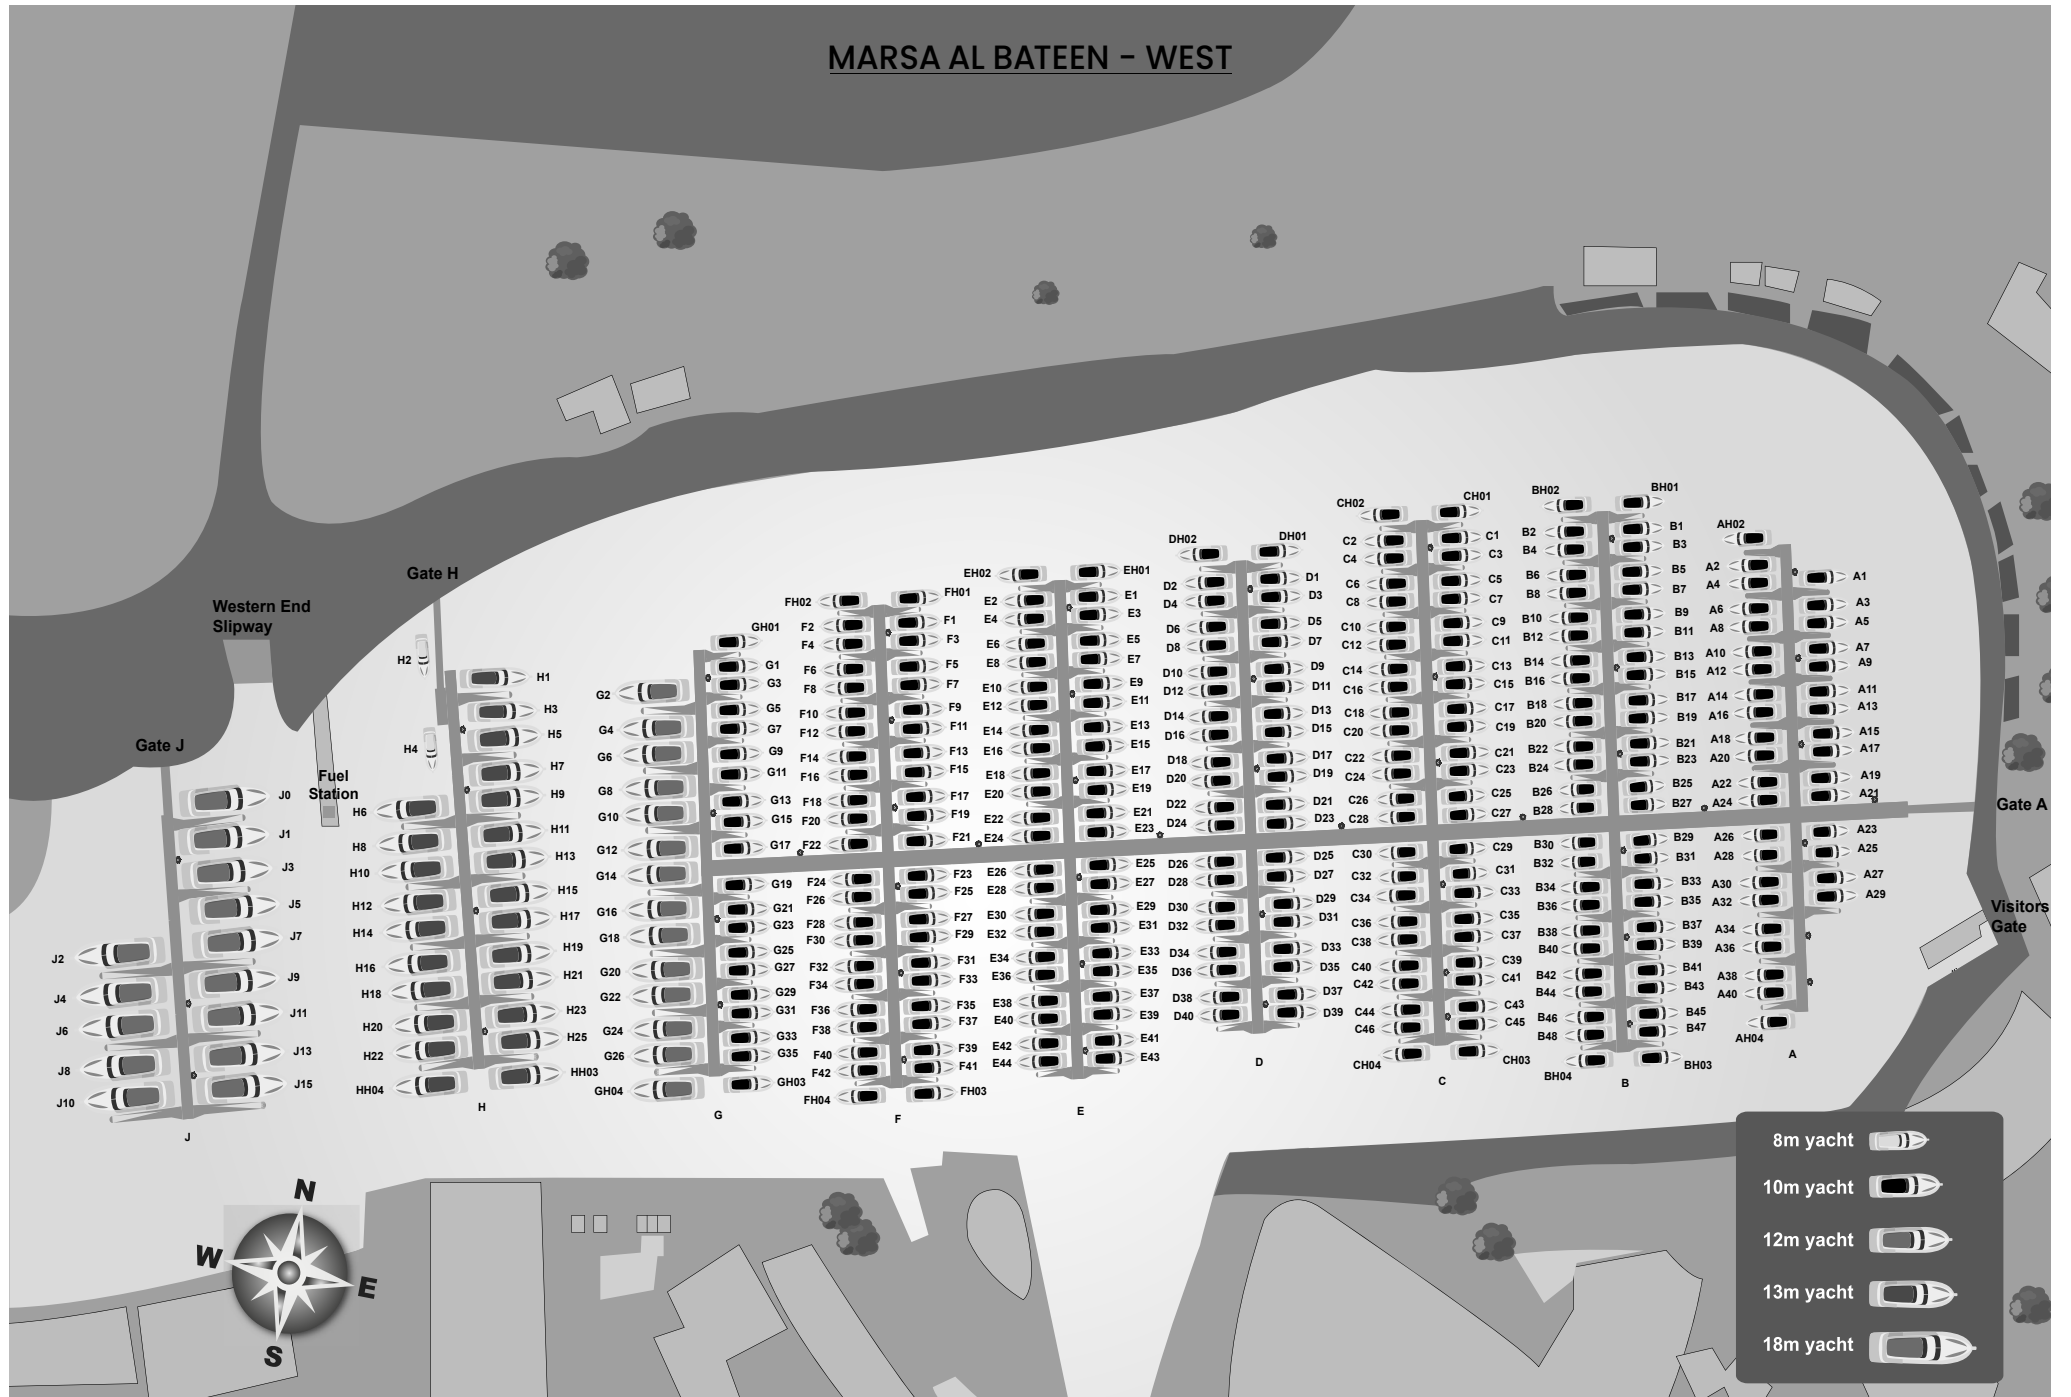 MARSA AL BATEEN - WEST
Gate H
Western End
Slipway
Gate J
Fuel
Station
Gate A
Visitors
Gate
J0
J1
J3
J5
J7
J9
J11
J13
J15
J2
J4
J6
J8
J10
J
H2
H4
H6
H8
H10
H12
H14
H16
H18
H20
H22
HH04
H1
H3
H5
H7
H9
H11
H13
H15
H17
H19
H21
H23
H25
HH03
H
G2
G4
G6
G8
G10
G12
G14
G16
G18
G20
G22
G24
G26
GH04
GH01
G1
G3
G5
G7
G9
G11
G13
G15
G17
G19
G21
G23
G25
G27
G29
G31
G33
G35
GH03
G
FH02
F2
F4
F6
F8
F10
F12
F14
F16
F18
F20
F22
F24
F26
F28
F30
F32
F34
F36
F38
F40
F42
FH04
FH01
F1
F3
F5
F7
F9
F11
F13
F15
F17
F19
F21
F23
F25
F27
F29
F31
F33
F35
F37
F39
F41
FH03
F
EH02
E2
E4
E6
E8
E10
E12
E14
E16
E18
E20
E22
E24
E26
E28
E30
E32
E34
E36
E38
E40
E42
E44
EH01
E1
E3
E5
E7
E9
E11
E13
E15
E17
E19
E21
E23
E25
E27
E29
E31
E33
E35
E37
E39
E41
E43
E
DH02
D2
D4
D6
D8
D10
D12
D14
D16
D18
D20
D22
D24
D26
D28
D30
D32
D34
D36
D38
D40
DH01
D1
D3
D5
D7
D9
D11
D13
D15
D17
D19
D21
D23
D25
D27
D29
D31
D33
D35
D37
D39
D
CH02
C2
C4
C6
C8
C10
C12
C14
C16
C18
C20
C22
C24
C26
C28
C30
C32
C34
C36
C38
C40
C42
C44
C46
CH04
CH01
C1
C3
C5
C7
C9
C11
C13
C15
C17
C19
C21
C23
C25
C27
C29
C31
C33
C35
C37
C39
C41
C43
C45
CH03
C
BH02
B2
B4
B6
B8
B10
B12
B14
B16
B18
B20
B22
B24
B26
B28
B30
B32
B34
B36
B38
B40
B42
B44
B46
B48
BH04
BH01
B1
B3
B5
B7
B9
B11
B13
B15
B17
B19
B21
B23
B25
B27
B29
B31
B33
B35
B37
B39
B41
B43
B45
B47
BH03
B
AH02
A2
A4
A6
A8
A10
A12
A14
A16
A18
A20
A22
A24
A26
A28
A30
A32
A34
A36
A38
A40
AH04
A1
A3
A5
A7
A9
A11
A13
A15
A17
A19
A21
A23
A25
A27
A29
A
8m yacht
10m yacht
12m yacht
13m yacht
18m yacht
N
W
E
S